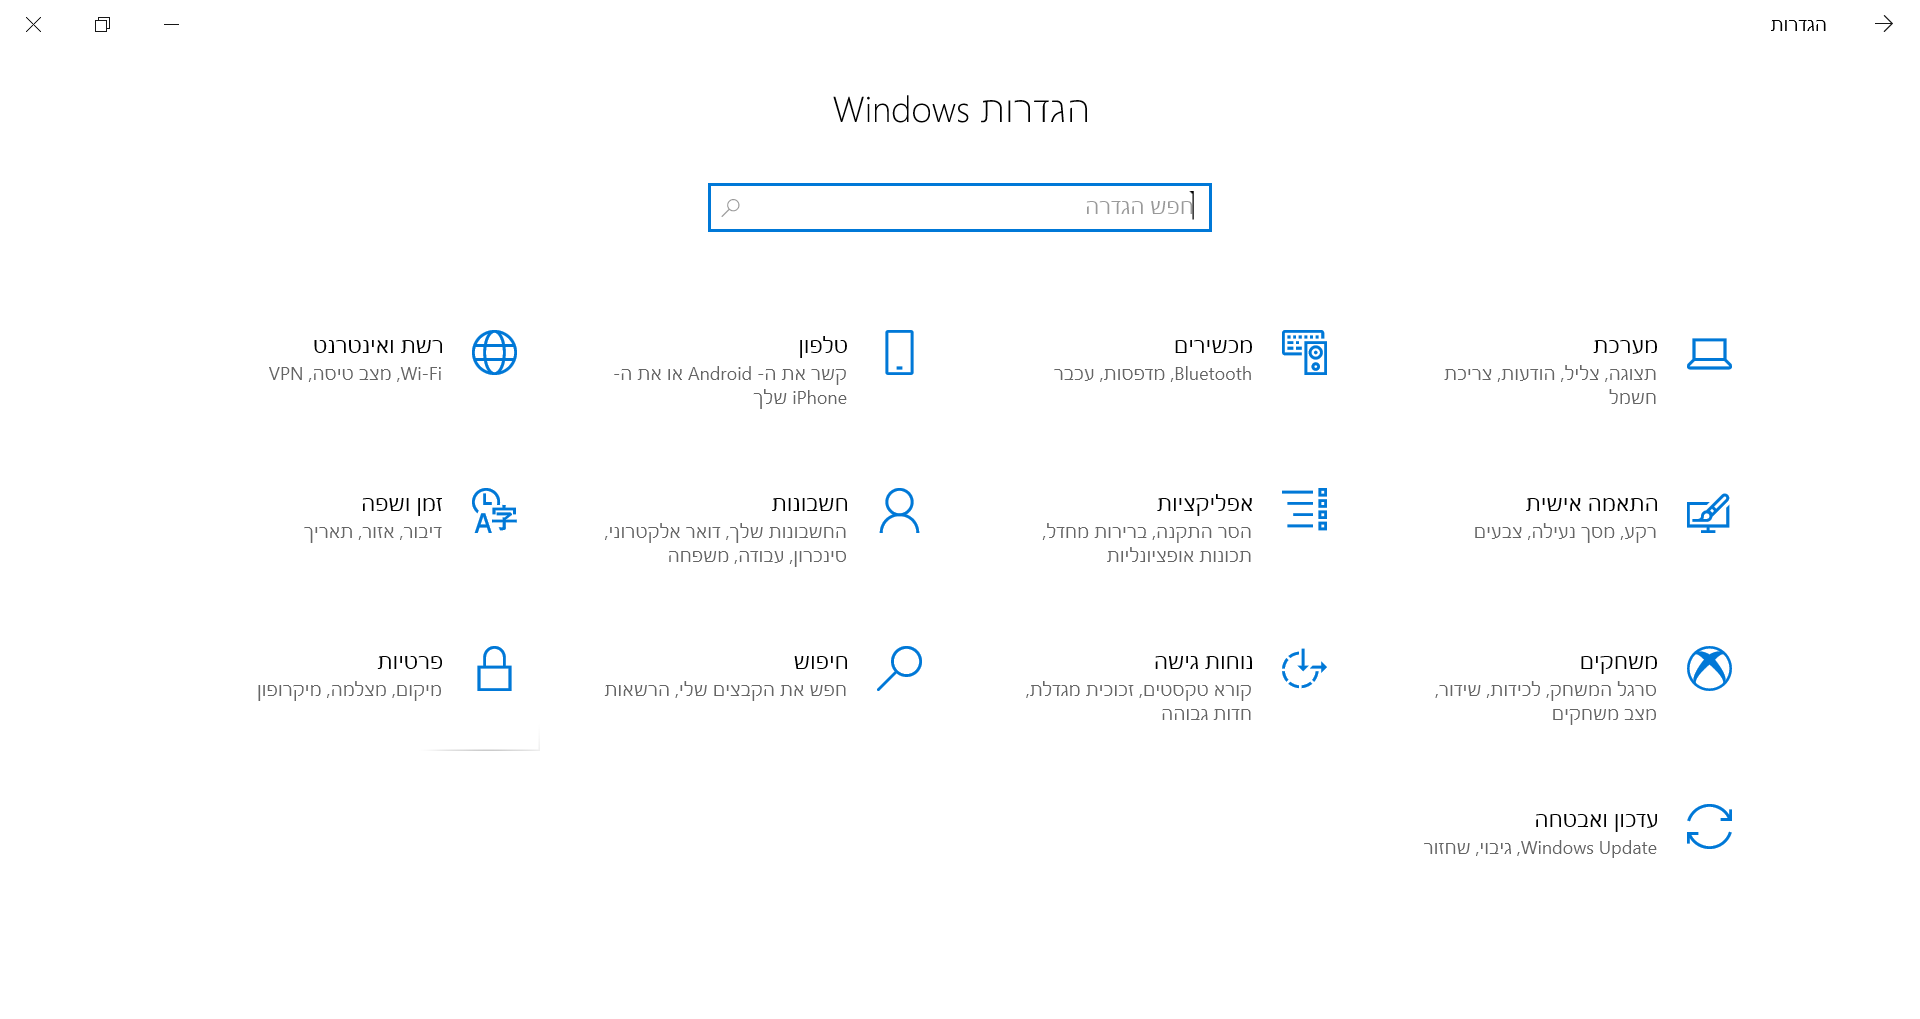 הגדרות
הגדרות Windows
חפש הגדרה
מערכת
תצוגה, צליל, הודעות, צריכת
חשמל
מכשירים
Bluetooth, מדפסות, עכבר
טלפון
קשר את ה- Android או את ה-
iPhone שלך
רשת ואינטרנט
Wi-Fi, מצב טיסה, VPN
התאמה אישית
רקע, מסך נעילה, צבעים
אפליקציות
הסר התקנה, ברירות מחדל,
תכונות אופציונליות
חשבונות
החשבונות שלך, דואר אלקטרוני,
סינכרון, עבודה, משפחה
זמן ושפה
דיבור, אזור, תאריך
משחקים
סרגל המשחק, לכידות, שידור,
מצב משחקים
נוחות גישה
קורא טקסטים, זכוכית מגדלת,
חדות גבוהה
חיפוש
חפש את הקבצים שלי, הרשאות
פרטיות
מיקום, מצלמה, מיקרופון
עדכון ואבטחה
Windows Update, גיבוי, שחזור